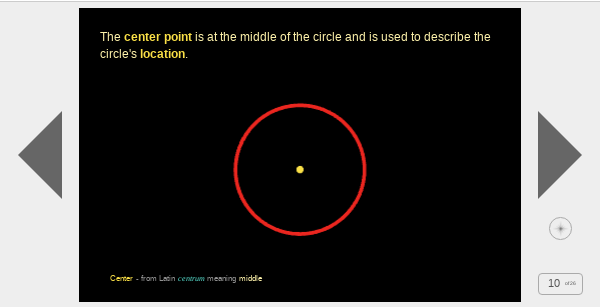 The center point is at the middle of the circle and is used to describe the
circle's location.
Center - from Latin centrum meaning middle
10 of 26